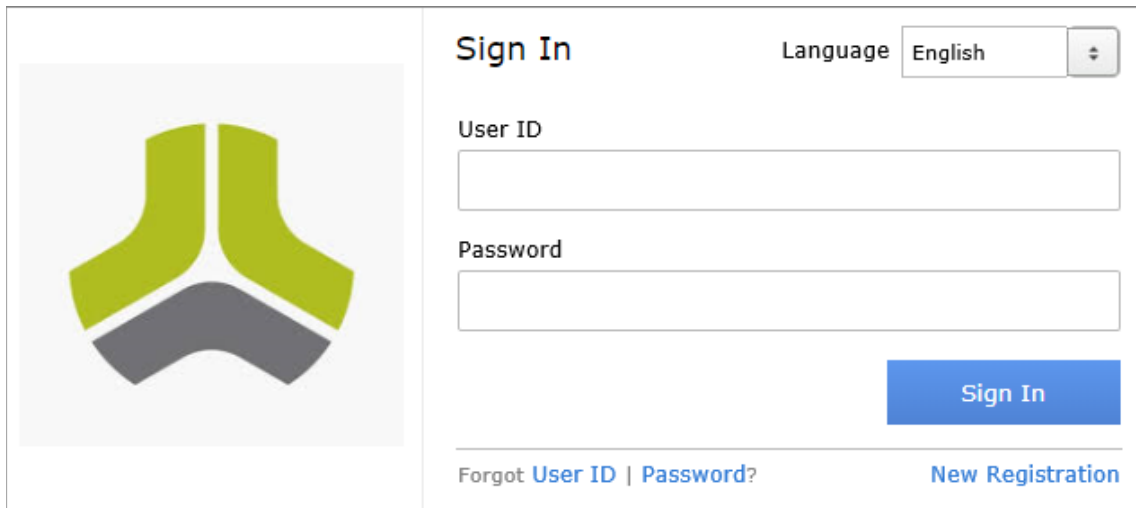 Sign In
Language English
User ID
Password
Sign In
Forgot User ID | Password?
New Registration